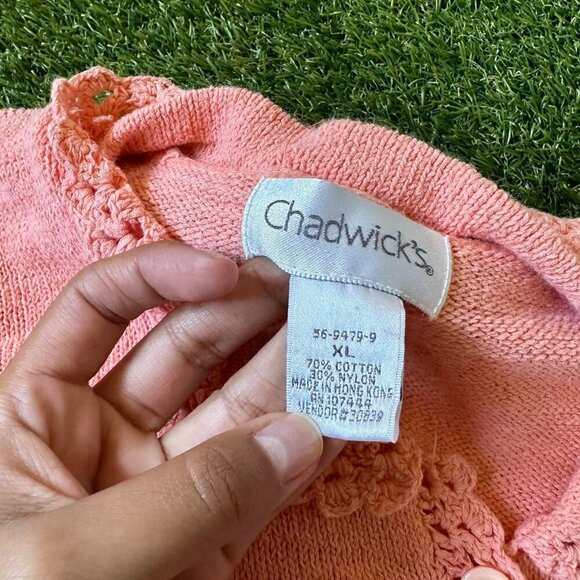 Chadwick's®
56-9479-9
XL
70% COTTON
30% NYLON
MADE IN HONG KONG
RN 107444
VENDOR# 30839